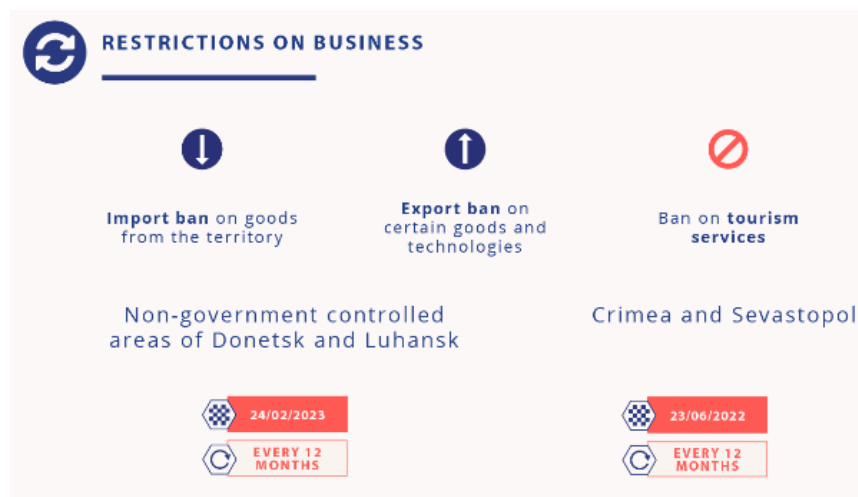 RESTRICTIONS ON BUSINESS
Import ban on goods
from the territory
Export ban on
certain goods and
technologies
Ban on tourism
services
Non-government controlled
areas of Donetsk and Luhansk
Crimea and Sevastopol
24/02/2023
EVERY 12
MONTHS
23/06/2022
EVERY 12
MONTHS